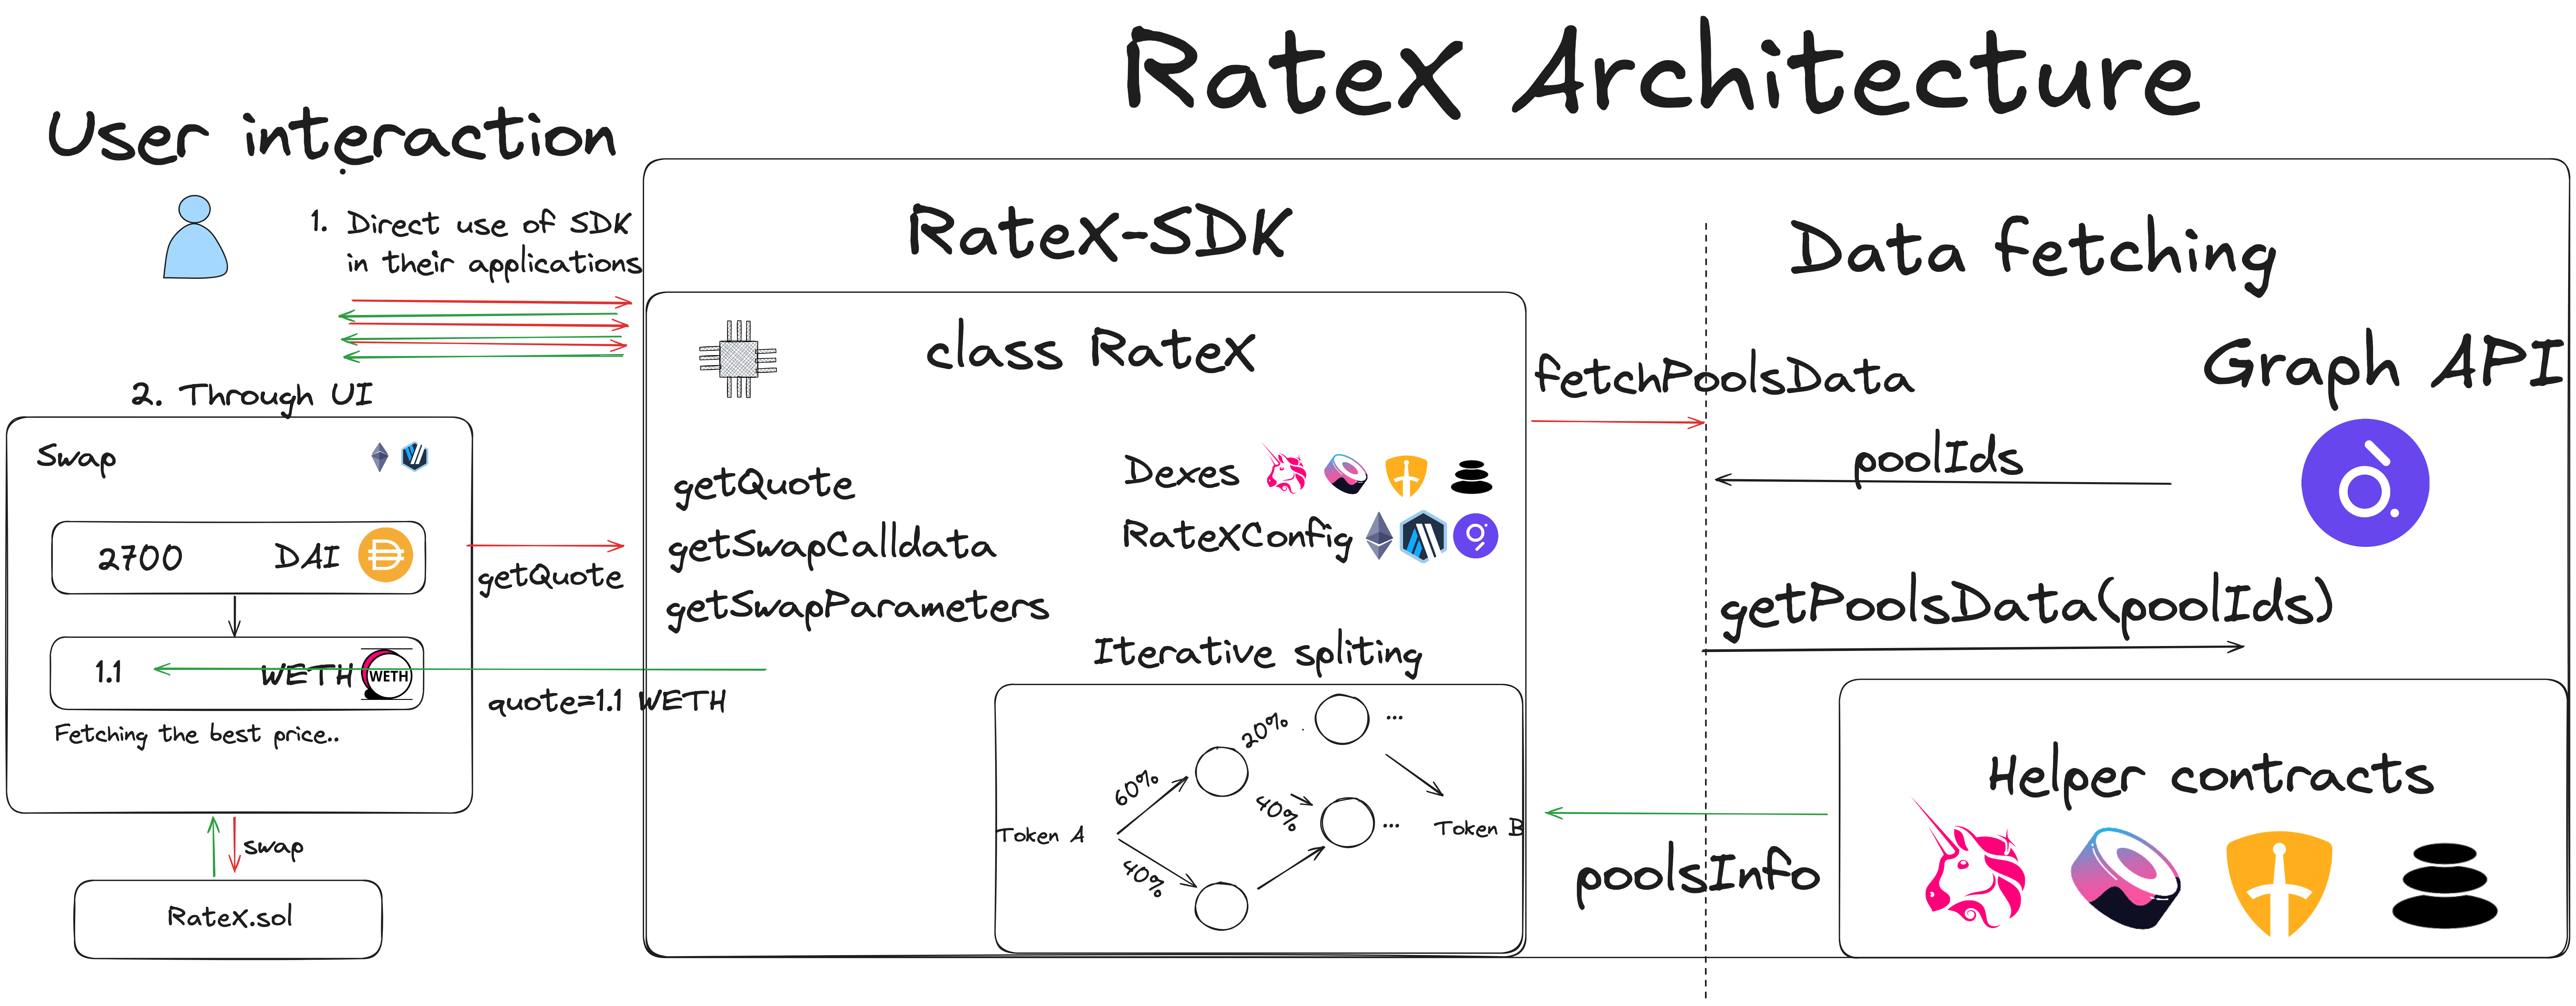 RateX Architecture
User interaction
1. Direct use of SDK
in their applications
2. Through UI
Swap
2700 DAI
1.1 WETH WETH
Fetching the best price..
swap
RateX.sol
getQuote
quote=1.1 WETH
RateX-SDK
class RateX
getQuote
getSwapCalldata
getSwapParameters
Dexes
RateXConfig
Iterative spliting
Token A
60%
40%
20%
40%
...
...
Token B
Data fetching
fetchPoolsData
Graph API
poolIds
getPoolsData(poolIds)
poolsInfo
Helper contracts